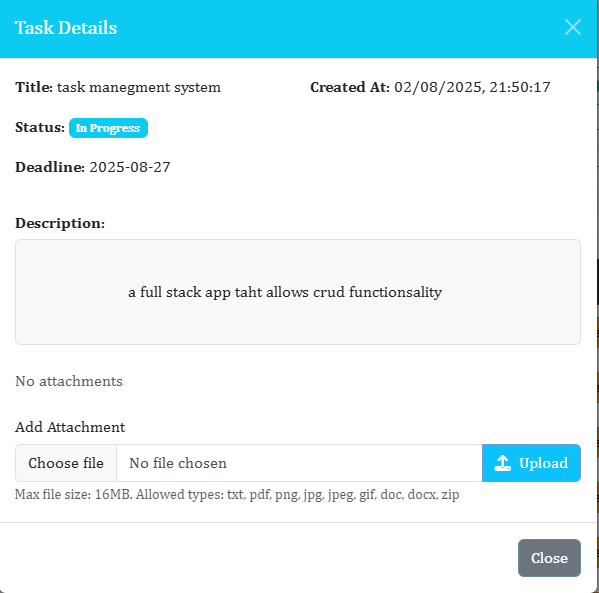 Task Details
Title: task manegment system
Created At: 02/08/2025, 21:50:17
Status: In Progress
Deadline: 2025-08-27
Description:
a full stack app taht allows crud functionsality
No attachments
Add Attachment
Choose file No file chosen Upload
Max file size: 16MB. Allowed types: txt, pdf, png, jpg, jpeg, gif, doc, docx, zip
Close